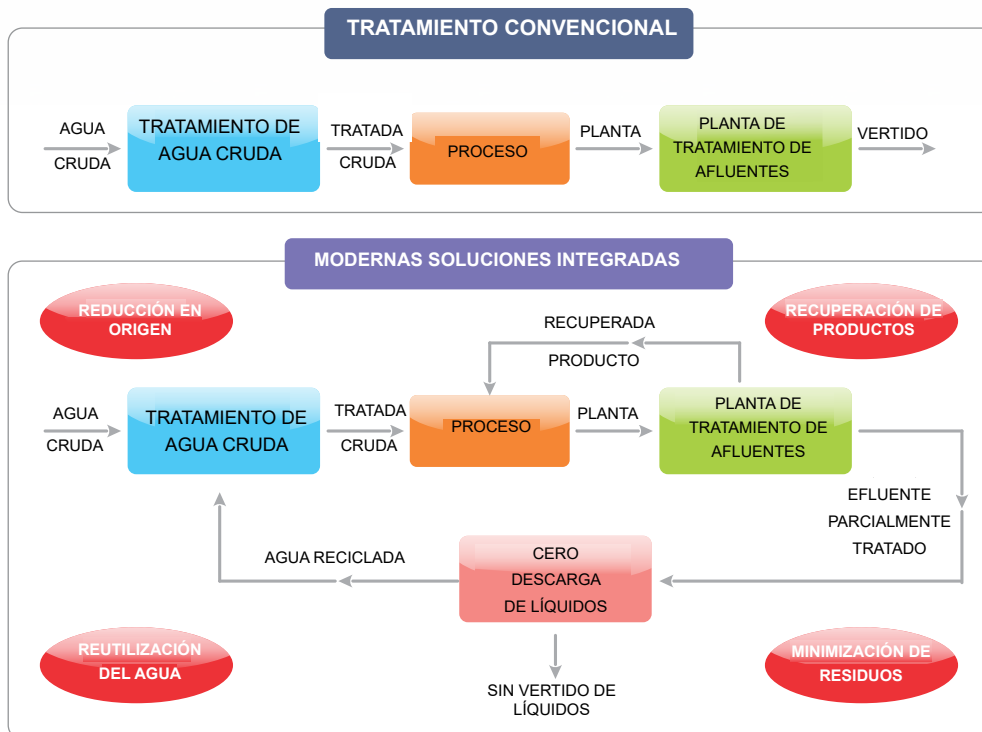 TRATAMIENTO CONVENCIONAL
AGUA
CRUDA
TRATAMIENTO DE
AGUA CRUDA
TRATADA
CRUDA
PROCESO
PLANTA
PLANTA DE
TRATAMIENTO DE
AFLUENTES
VERTIDO
MODERNAS SOLUCIONES INTEGRADAS
REDUCCIÓN EN
ORIGEN
RECUPERACIÓN DE
PRODUCTOS
RECUPERADA
PRODUCTO
AGUA
CRUDA
TRATAMIENTO DE
AGUA CRUDA
TRATADA
CRUDA
PROCESO
PLANTA
PLANTA DE
TRATAMIENTO DE
AFLUENTES
EFLUENTE
PARCIALMENTE
TRATADO
AGUA RECICLADA
CERO
DESCARGA
DE LÍQUIDOS
REUTILIZACIÓN
DEL AGUA
MINIMIZACIÓN DE
RESIDUOS
SIN VERTIDO DE
LÍQUIDOS